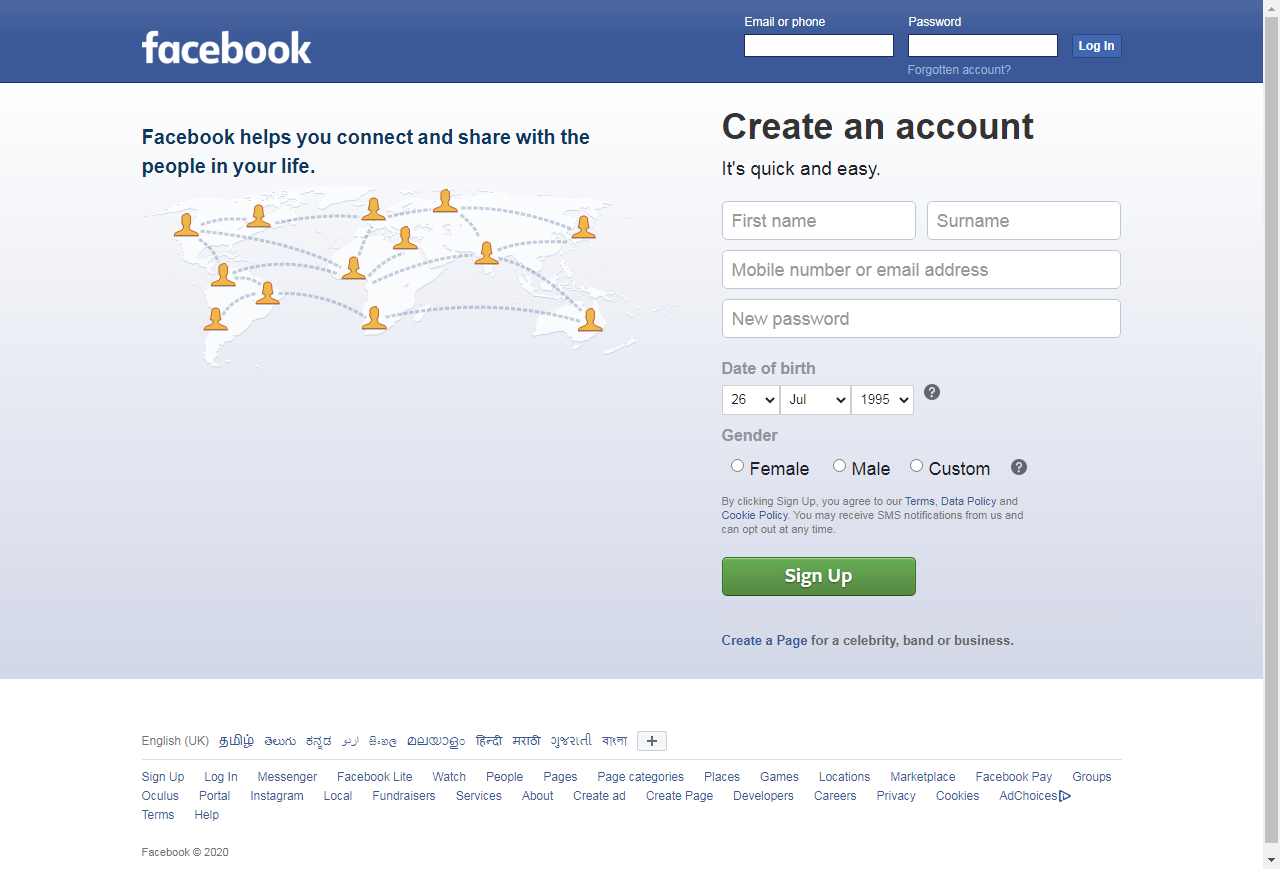 facebook
Email or phone
Password
Log In
Forgotten account?
Facebook helps you connect and share with the
people in your life.
Create an account
It's quick and easy.
First name
Surname
Mobile number or email address
New password
Date of birth
26
Jul
1995
?
Gender
Female
Male
Custom
?
By clicking Sign Up, you agree to our Terms, Data Policy and
Cookie Policy. You may receive SMS notifications from us and
can opt out at any time.
Sign Up
Create a Page for a celebrity, band or business.
English (UK) தமிழ் తెలుగు ಕನ್ನಡ اردو සිංහල മലയാളം हिन्दी मराठी ગુજરાતી বাংলা +
Sign Up Log In Messenger Facebook Lite Watch People Pages Page categories Places Games Locations Marketplace Facebook Pay Groups
Oculus Portal Instagram Local Fundraisers Services About Create ad Create Page Developers Careers Privacy Cookies AdChoices
Terms Help
Facebook © 2020